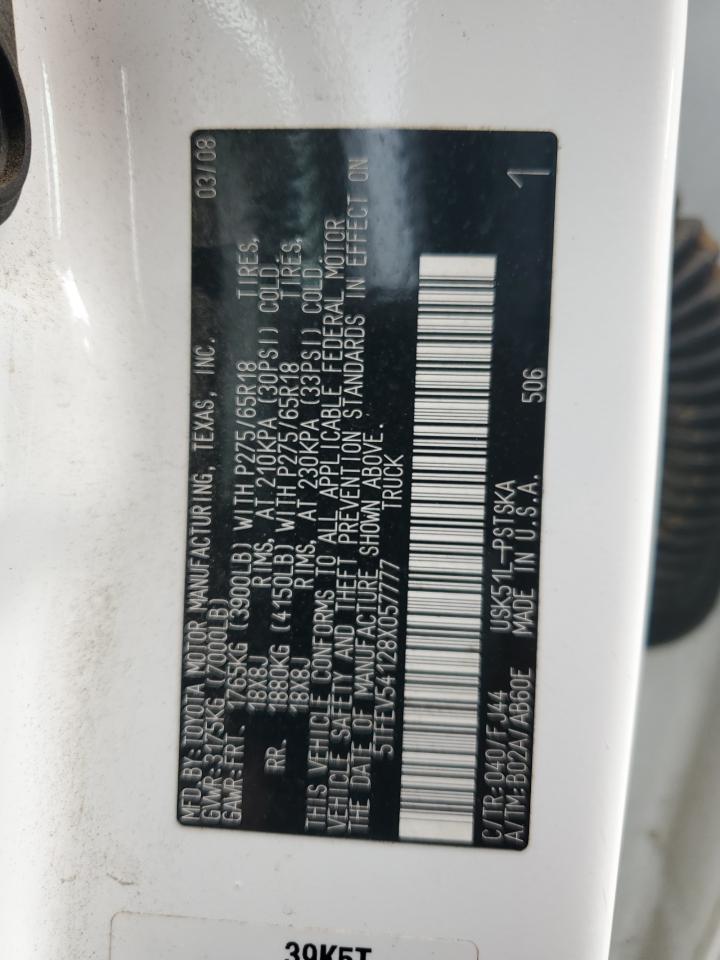 MFD.BY:TOYOTA MOTOR MANUFACTURING, TEXAS, INC. 03/08
GVWR:3175KG (7000LB)
GAWR:FRT. 1765KG (3900LB) WITH P275/65R18 TIRES,
18X8J RIMS, AT 210KPA (30PSI) COLD.
RR. 1880KG (4150LB) WITH P275/65R18 TIRES,
18X8J RIMS, AT 230KPA (33PSI) COLD.
THIS VEHICLE CONFORMS TO ALL APPLICABLE FEDERAL MOTOR
VEHICLE SAFETY AND THEFT PREVENTION STANDARDS IN EFFECT ON
THE DATE OF MANUFACTURE SHOWN ABOVE.
5TFEV54128X057777 TRUCK
C/TR:040/FJ44 USK51L-PSTSKA 1
A/TM:B02A/AB60E MADE IN U.S.A. 506
39K5T